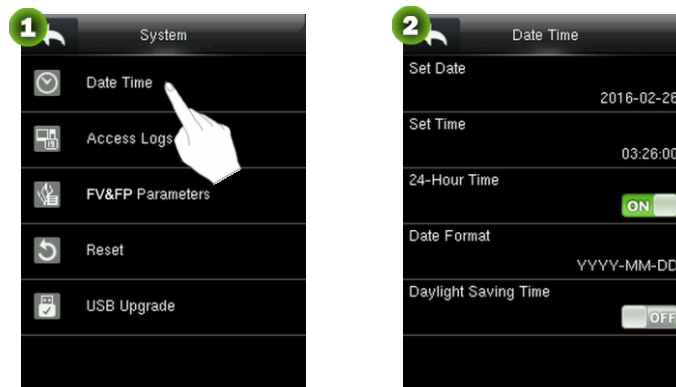 1
System
Date Time
Access Logs
FV&FP Parameters
Reset
USB Upgrade
2
Date Time
Set Date
2016-02-26
Set Time
03:26:00
24-Hour Time
ON
Date Format
YYYY-MM-DD
Daylight Saving Time
OFF